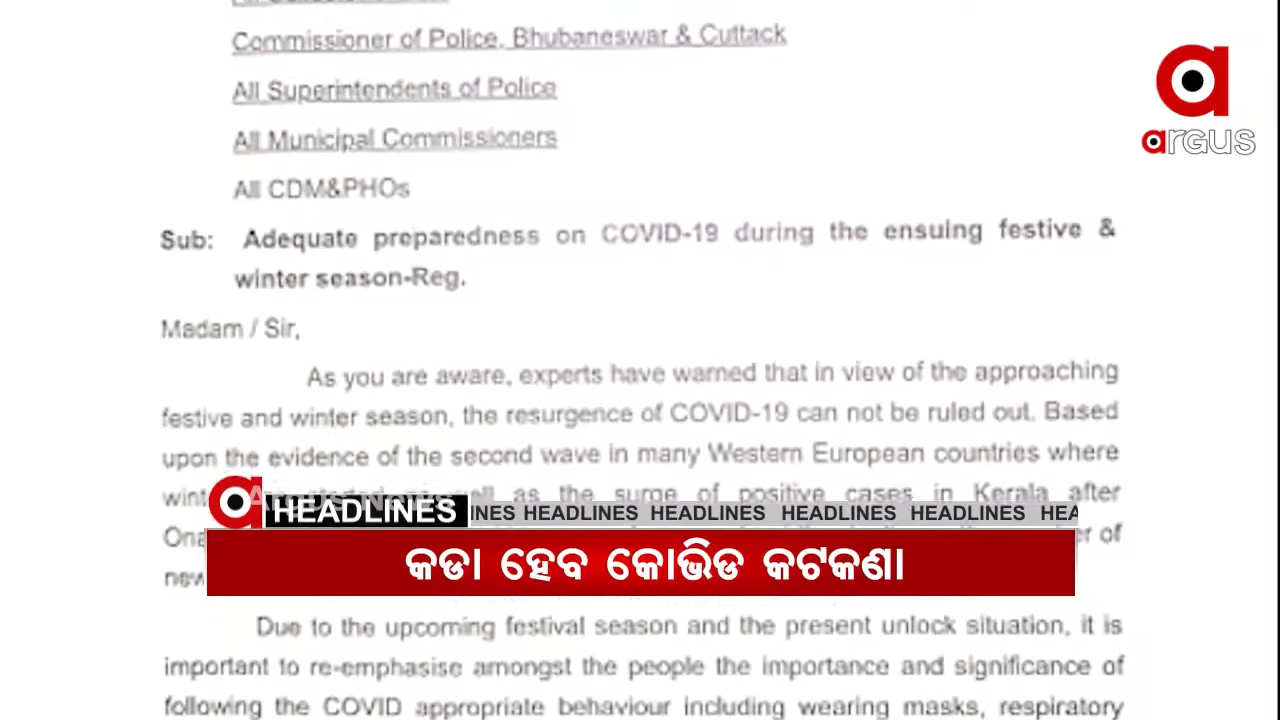 Commissioner of Police, Bhubaneswar & Cuttack
All Superintendents of Police
All Municipal Commissioners
All CDM&PHOs
Sub: Adequate preparedness on COVID-19 during the ensuing festive &
winter season-Reg.
Madam / Sir,
As you are aware, experts have warned that in view of the approaching
festive and winter season, the resurgence of COVID-19 can not be ruled out. Based
upon the evidence of the second wave in many Western European countries where
as the surge of positive cases in Kerala after
of
Due to the upcoming festival season and the present unlock situation, it is
important to re-emphasise amongst the people the importance and significance of
following the COVID appropriate behaviour including wearing masks, respiratory
argus
HEADLINES
INES HEADLINES HEADLINES HEADLINES HEADLINES HEA
କଡା ହେବ କୋଭିଡ କଟକଣା